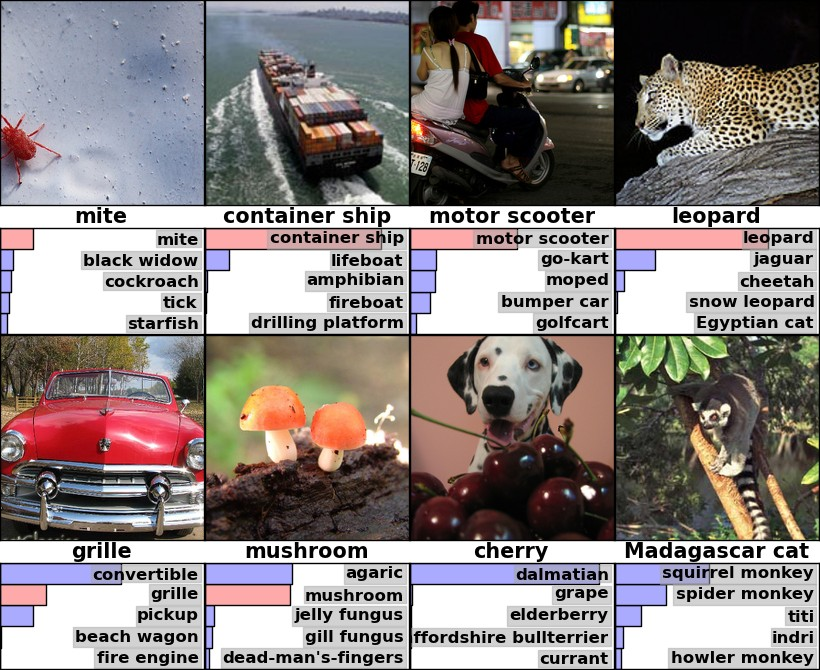 mite
container ship
motor scooter
leopard
mite
black widow
cockroach
tick
starfish
container ship
lifeboat
amphibian
fireboat
drilling platform
motor scooter
go-kart
moped
bumper car
golfcart
leopard
jaguar
cheetah
snow leopard
Egyptian cat
grille
mushroom
cherry
Madagascar cat
convertible
grille
pickup
beach wagon
fire engine
agaric
mushroom
jelly fungus
gill fungus
dead-man's-fingers
dalmatian
grape
elderberry
ffordshire bullterrier
currant
squirrel monkey
spider monkey
titi
indri
howler monkey